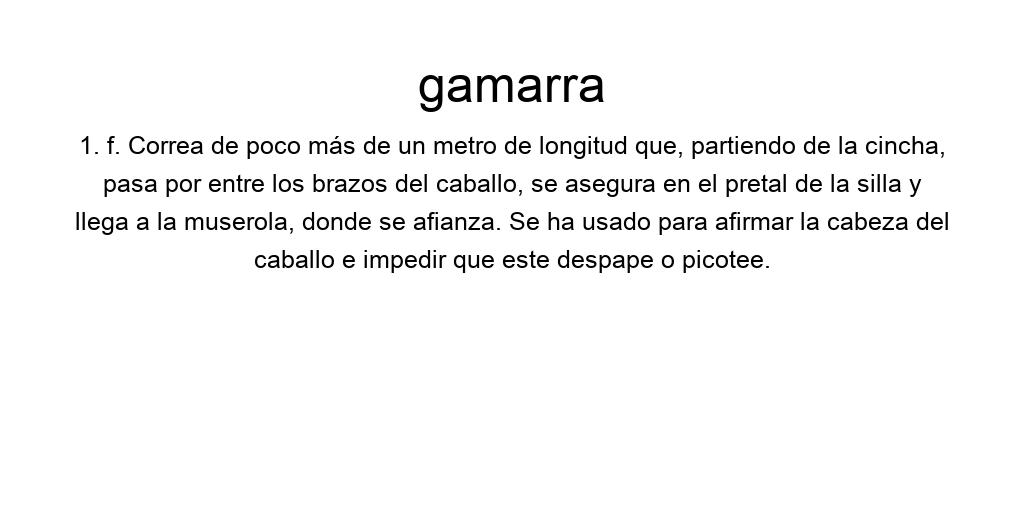 gamarra
1. f. Correa de poco más de un metro de longitud que, partiendo de la cincha,
pasa por entre los brazos del caballo, se asegura en el pretal de la silla y
llega a la muserola, donde se afianza. Se ha usado para afirmar la cabeza del
caballo e impedir que este despape o picotee.